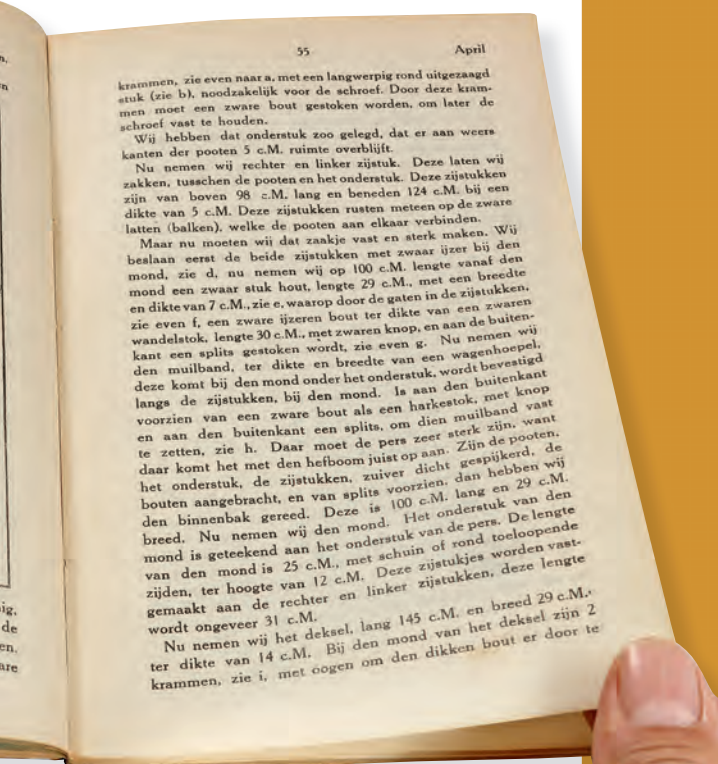 55 April
krammen, zie even naar a, met een langwerpig rond uitgezaagd
stuk (zie b), noodzakelijk voor de schroef. Door deze kram-
men moet een zware bout gestoken worden, om later de
schroef vast te houden.
Wij hebben dat onderstuk zoo gelegd, dat er aan weers
kanten der pooten 5 c.M. ruimte overblijft.
Nu nemen wij rechter en linker zijstuk. Deze laten wij
zakken, tusschen de pooten en het onderstuk. Deze zijstukken
zijn van boven 98 c.M. lang en beneden 124 c.M. bij een
dikte van 5 c.M. Deze zijstukken rusten meteen op de zware
latten (balken), welke de pooten aan elkaar verbinden.
Maar nu moeten wij dat zaakje vast en sterk maken. Wij
beslaan eerst de beide zijstukken met zwaar ijzer bij den
mond, zie d, nu nemen wij op 100 c.M. lengte vanaf den
mond een zwaar stuk hout, lengte 29 c.M., met een breedte
en dikte van 7 c.M., zie e, waarop door de gaten in de zijstukken,
zie even f, een zware ijzeren bout ter dikte van een zwaren
wandelstok, lengte 30 c.M., met zwaren knop, en aan de buiten-
kant een splits gestoken wordt, zie even g. Nu nemen wij
den muilband, ter dikte en breedte van een wagenhoepel,
deze komt bij den mond onder het onderstuk, wordt bevestigd
langs de zijstukken, bij den mond. Is aan den buitenkant
voorzien van een zware bout als een harkestok, met knop
en aan den buitenkant een splits, om dien muilband vast
te zetten, zie h. Daar moet de pers zeer sterk zijn, want
daar komt het met den hefboom juist op aan. Zijn de pooten,
het onderstuk, de zijstukken, zuiver dicht gespijkerd, de
bouten aangebracht, en van splits voorzien, dan hebben wij
den binnenbak gereed. Deze is 100 c.M. lang en 29 c.M.
breed. Nu nemen wij den mond. Het onderstuk van den
mond is geteekend aan het onderstuk van de pers. De lengte
van den mond is 25 c.M., met schuin of rond toeloopende
zijden, ter hoogte van 12 c.M. Deze zijstukjes worden vast-
gemaakt aan de rechter en linker zijstukken, deze lengte
wordt ongeveer 31 c.M.
Nu nemen wij het deksel, lang 145 c.M. en breed 29 c.M.,
ter dikte van 14 c.M. Bij den mond van het deksel zijn 2
krammen, zie i, met oogen om den dikken bout er door te